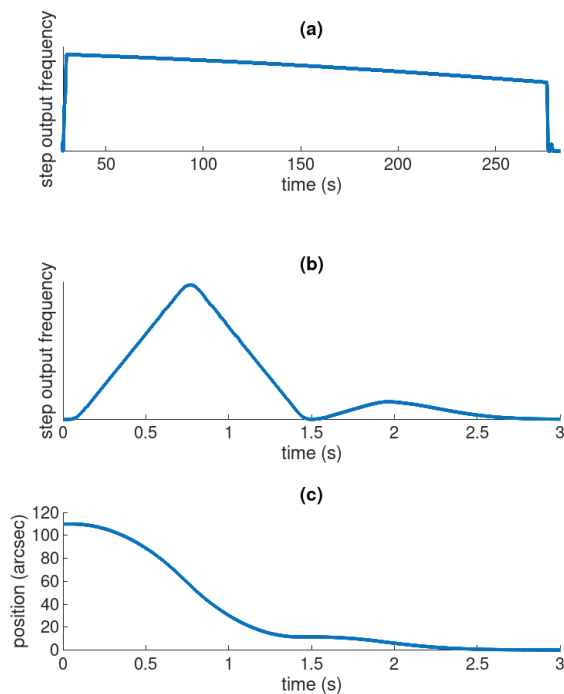 (a)
step output frequency
50 100 150 200 250
time (s)
(b)
step output frequency
0 0.5 1 1.5 2 2.5 3
time (s)
(c)
position (arcsec)
120
100
80
60
40
20
0
0 0.5 1 1.5 2 2.5 3
time (s)